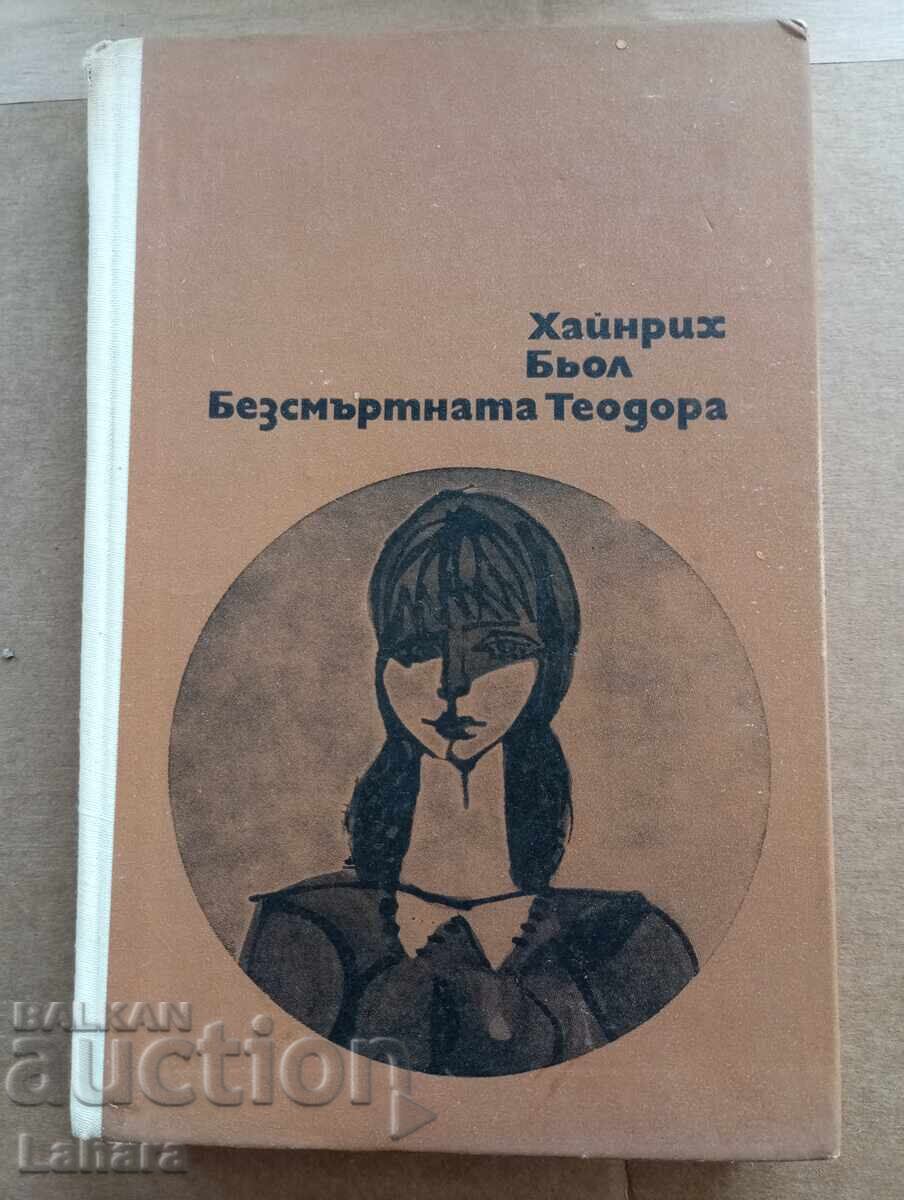 Хайнрих
Бьол
Безсмъртната Теодора
BALKAN
auction
Lahara